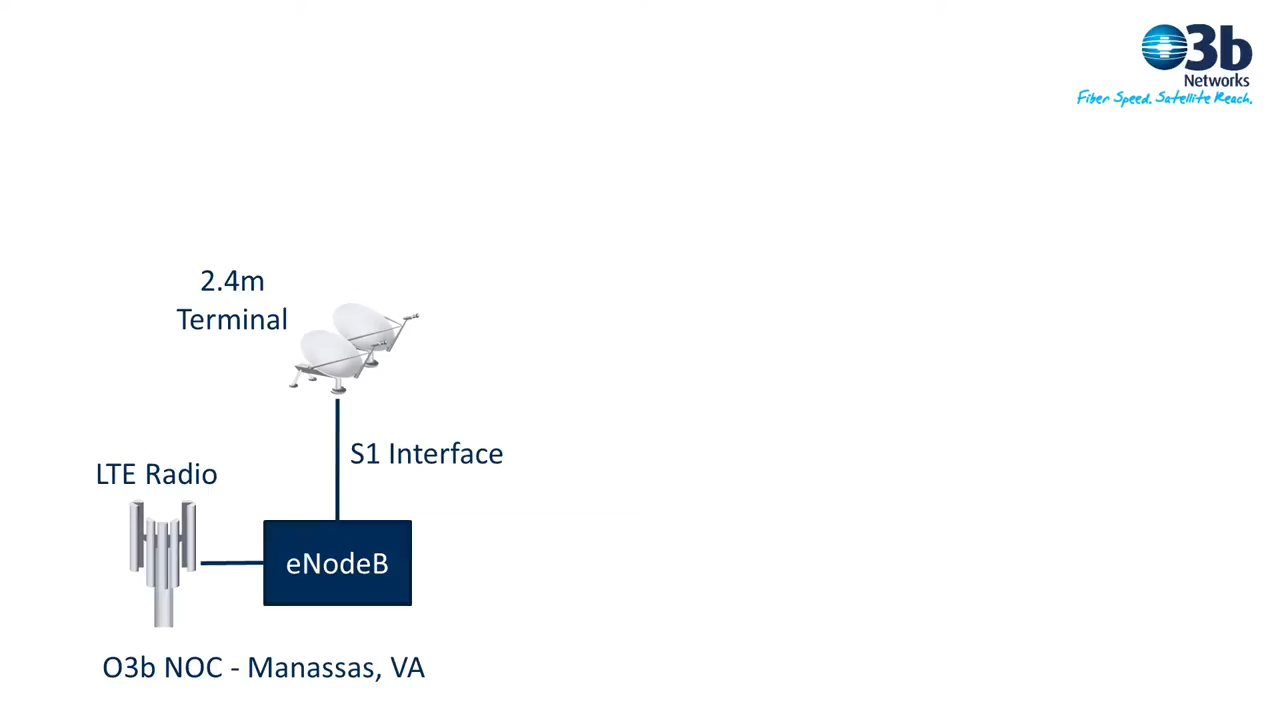 O3b
Networks
Fiber Speed. Satellite Reach.
2.4m
Terminal
S1 Interface
LTE Radio
eNodeB
O3b NOC - Manassas, VA